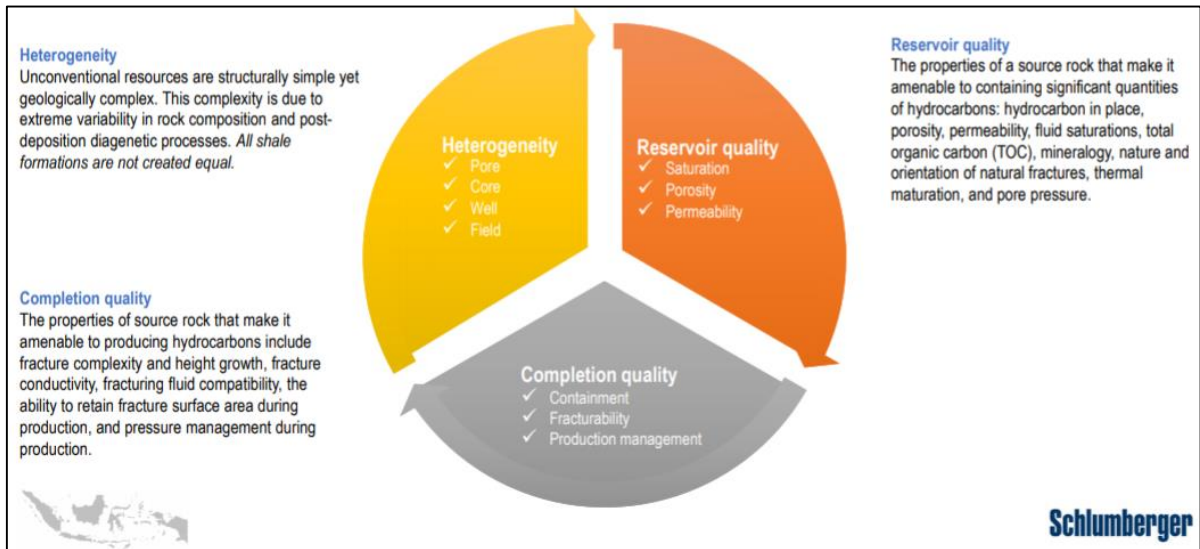 Heterogeneity
Unconventional resources are structurally simple yet
geologically complex. This complexity is due to
extreme variability in rock composition and post-
deposition diagenetic processes. All shale
formations are not created equal.
Completion quality
The properties of source rock that make it
amenable to producing hydrocarbons include
fracture complexity and height growth, fracture
conductivity, fracturing fluid compatibility, the
ability to retain fracture surface area during
production, and pressure management during
production.
Heterogeneity
✓ Pore
✓ Core
✓ Well
✓ Field
Reservoir quality
✓ Saturation
✓ Porosity
✓ Permeability
Completion quality
✓ Containment
✓ Fracturability
✓ Production management
Reservoir quality
The properties of a source rock that make it
amenable to containing significant quantities
of hydrocarbons: hydrocarbon in place,
porosity, permeability, fluid saturations, total
organic carbon (TOC), mineralogy, nature and
orientation of natural fractures, thermal
maturation, and pore pressure.
Schlumberger